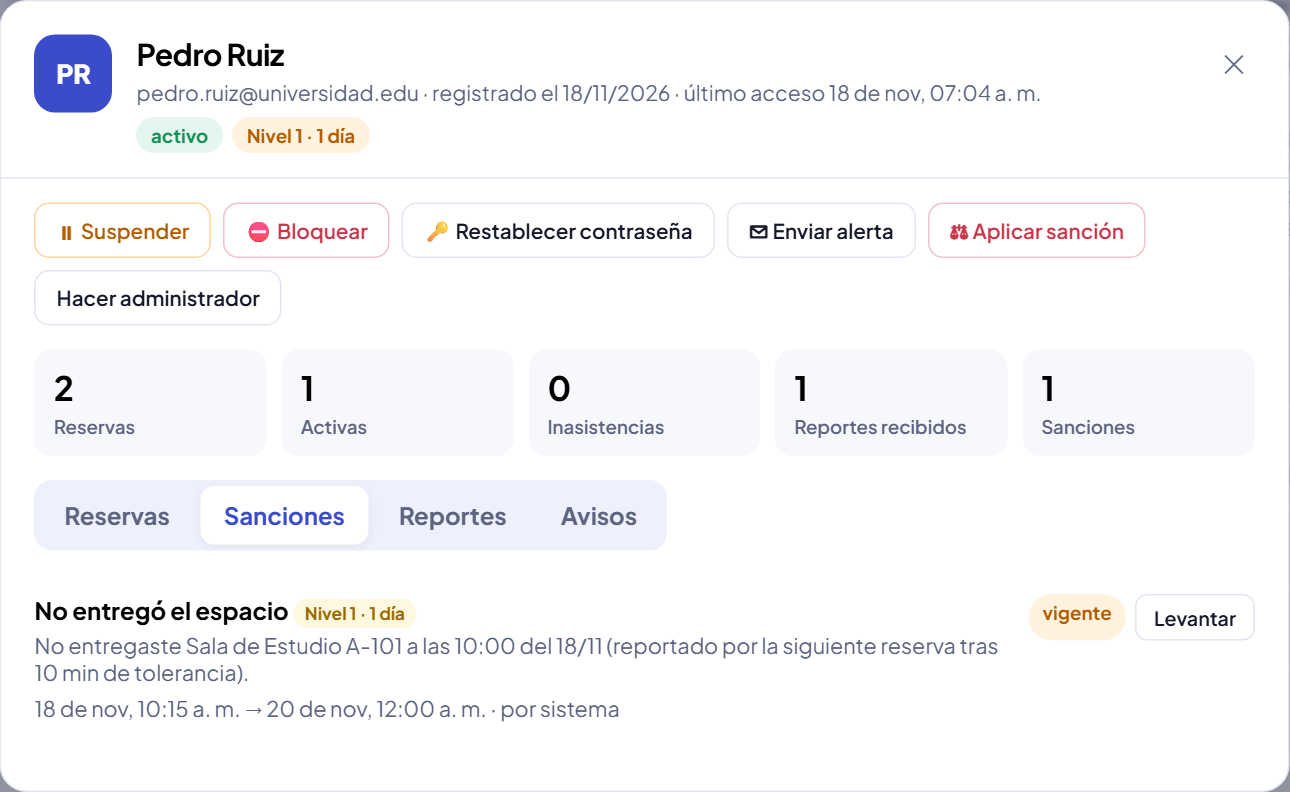 PR
Pedro Ruiz
pedro.ruiz@universidad.edu · registrado el 18/11/2026 · último acceso 18 de nov, 07:04 a. m.
activo
Nivel 1 · 1 día
Suspender
Bloquear
Restablecer contraseña
Enviar alerta
Aplicar sanción
Hacer administrador
2
Reservas
1
Activas
0
Inasistencias
1
Reportes recibidos
1
Sanciones
Reservas
Sanciones
Reportes
Avisos
No entregó el espacio
Nivel 1 · 1 día
vigente
Levantar
No entregaste Sala de Estudio A-101 a las 10:00 del 18/11 (reportado por la siguiente reserva tras
10 min de tolerancia).
18 de nov, 10:15 a. m. → 20 de nov, 12:00 a. m. · por sistema